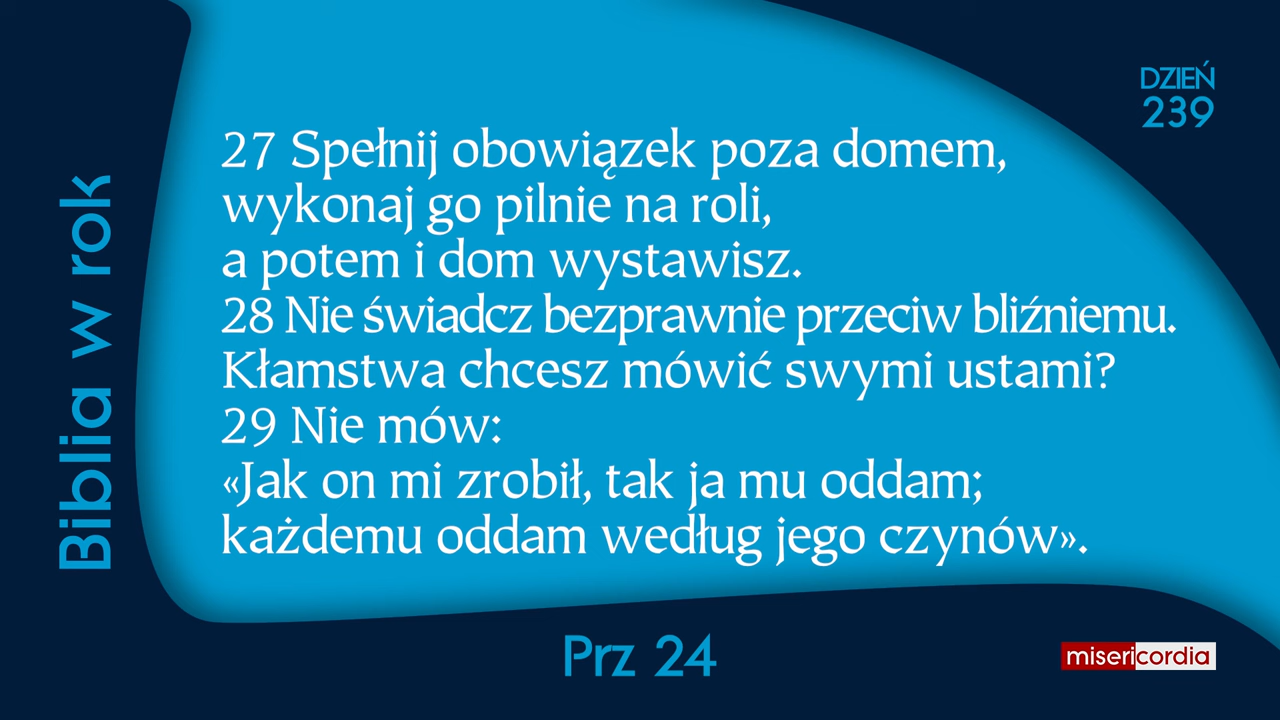 DZIEŃ
239
Biblia w rok
27 Spełnij obowiązek poza domem,
wykonaj go pilnie na roli,
a potem i dom wystawisz.
28 Nie świadcz bezprawnie przeciw bliźniemu.
Kłamstwa chcesz mówić swymi ustami?
29 Nie mów:
«Jak on mi zrobił, tak ja mu oddam;
każdemu oddam według jego czynów».
Prz 24
misericordia